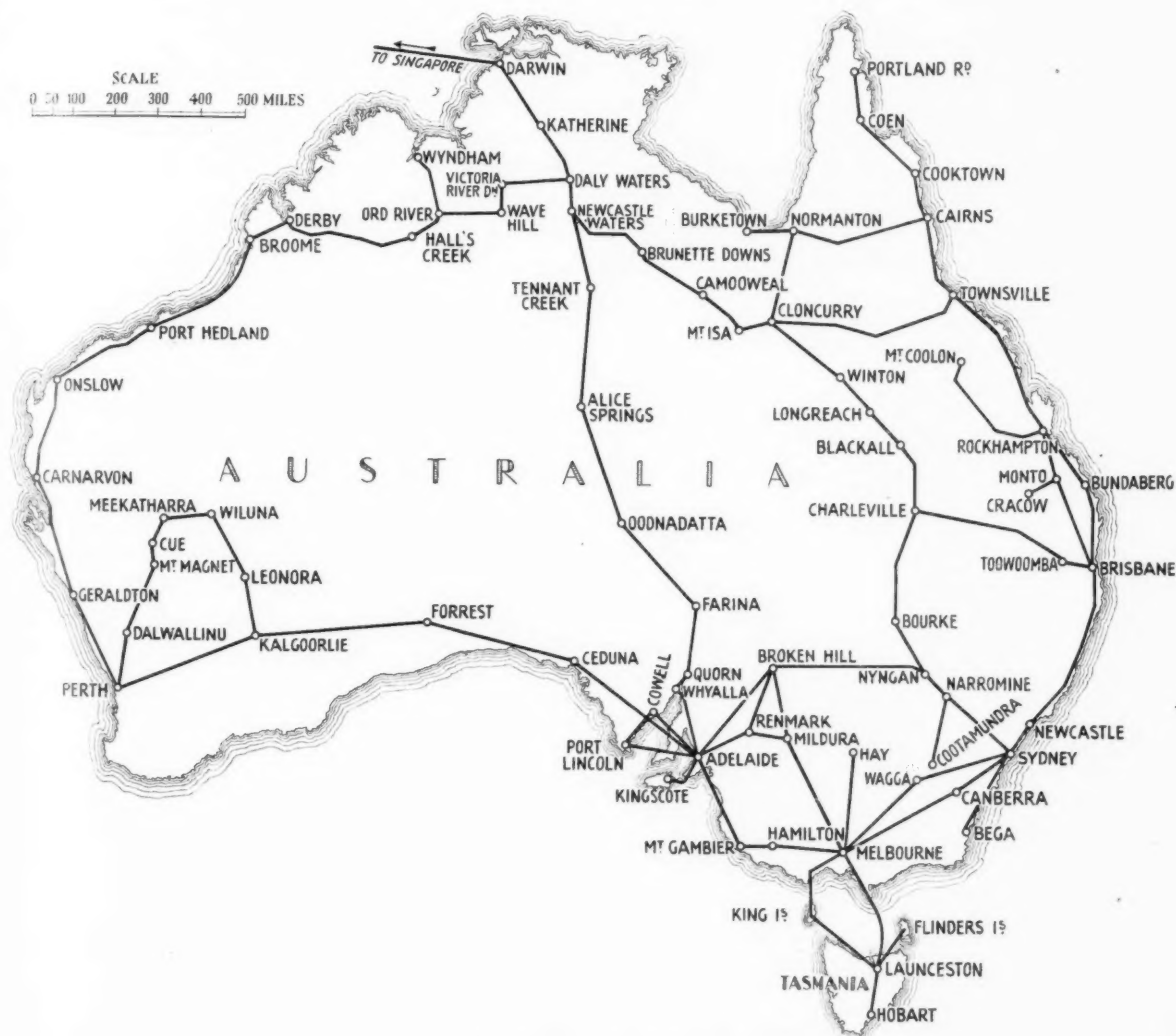 TO SINGAPORE
DARWIN
SCALE
0 50 100 200 300 400 500 MILES
PORTLAND RD
COEN
KATHERINE
WYNDHAM
VICTORIA
RIVER DN
DALY WATERS
COOKTOWN
DERBY
ORD RIVER
WAVE
HILL
NEWCASTLE
WATERS
BURKETOWN
NORMANTON
CAIRNS
BROOME
HALL'S
CREEK
BRUNETTE DOWNS
TENNANT
CREEK
CAMOOWEAL
TOWNSVILLE
CLONCURRY
PORT HEDLAND
MT ISA
MT COOLON
ONSLOW
WINTON
ALICE
SPRINGS
LONGREACH
BLACKALL
ROCKHAMPTON
AUSTRALIA
CARNARVON
MONTO
BUNDABERG
CRACOW
MEEKATHARRA
WILUNA
CHARLEVILLE
OODNADATTA
CUE
MT MAGNET
TOOWOOMBA
BRISBANE
LEONORA
GERALDTON
FARINA
FORREST
BOURKE
DALWALLINU
KALGOORLIE
CEDUNA
BROKEN HILL
QUORN
NYNGAN
PERTH
WHYALLA
NARROMINE
COWELL
RENMARK
COOTAMUNDRA
NEWCASTLE
MILDURA
PORT
LINCOLN
ADELAIDE
HAY
SYDNEY
WAGGA
KINGSCOTE
CANBERRA
HAMILTON
BEGA
MT GAMBIER
MELBOURNE
KING IS
FLINDERS IS
LAUNCESTON
TASMANIA
HOBART